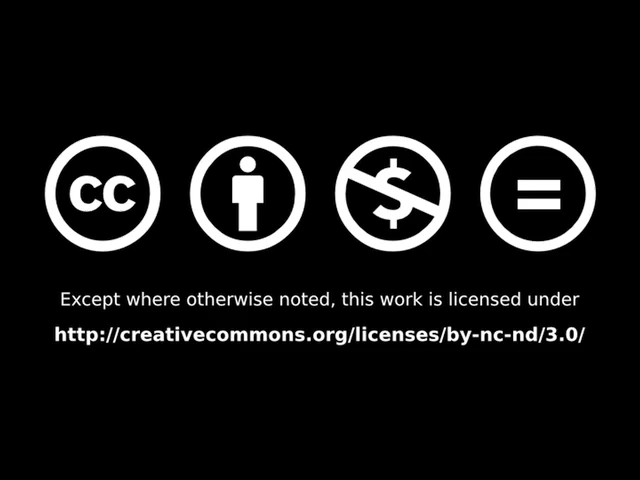 cc
$
=
Except where otherwise noted, this work is licensed under
http://creativecommons.org/licenses/by-nc-nd/3.0/